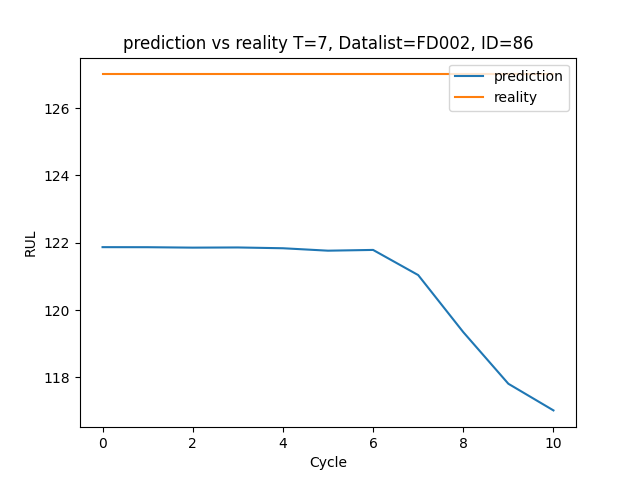 prediction vs reality T=7, Datalist=FD002, ID=86
prediction
reality
126
124
122
120
118
RUL
0 2 4 6 8 10
Cycle